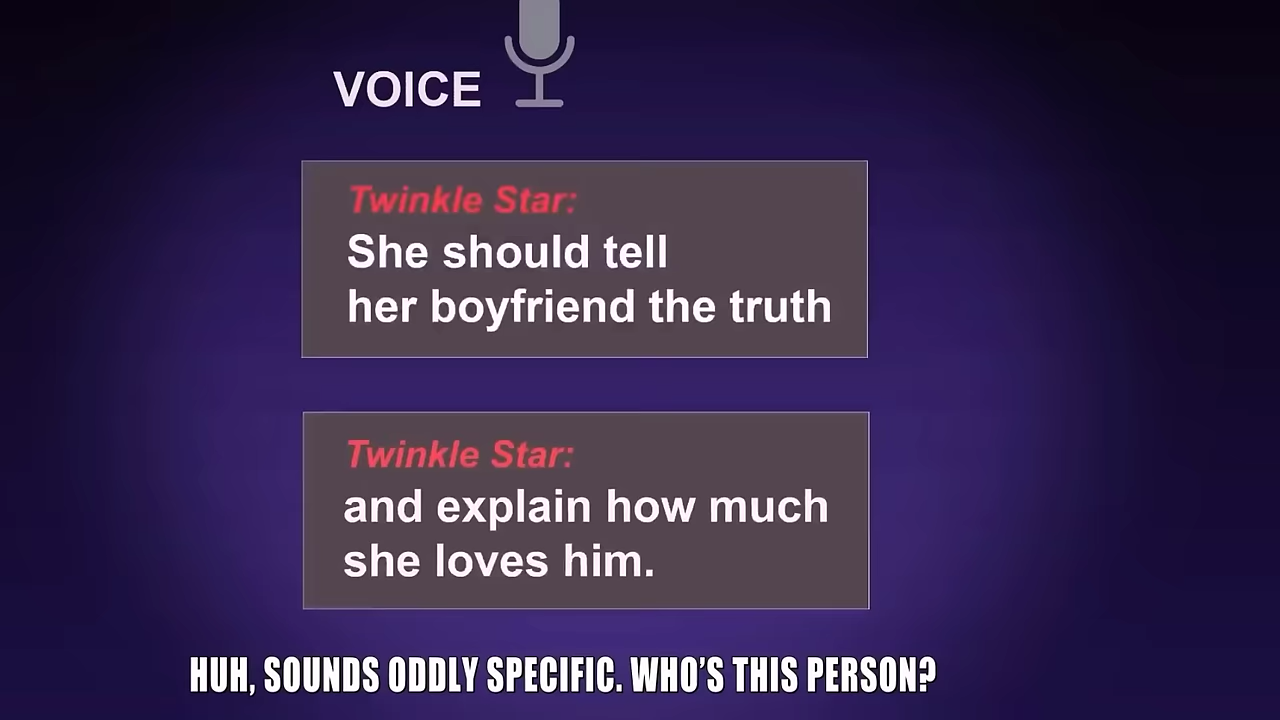 VOICE
Twinkle Star:
She should tell
her boyfriend the truth
Twinkle Star:
and explain how much
she loves him.
HUH, SOUNDS ODDLY SPECIFIC. WHO'S THIS PERSON?